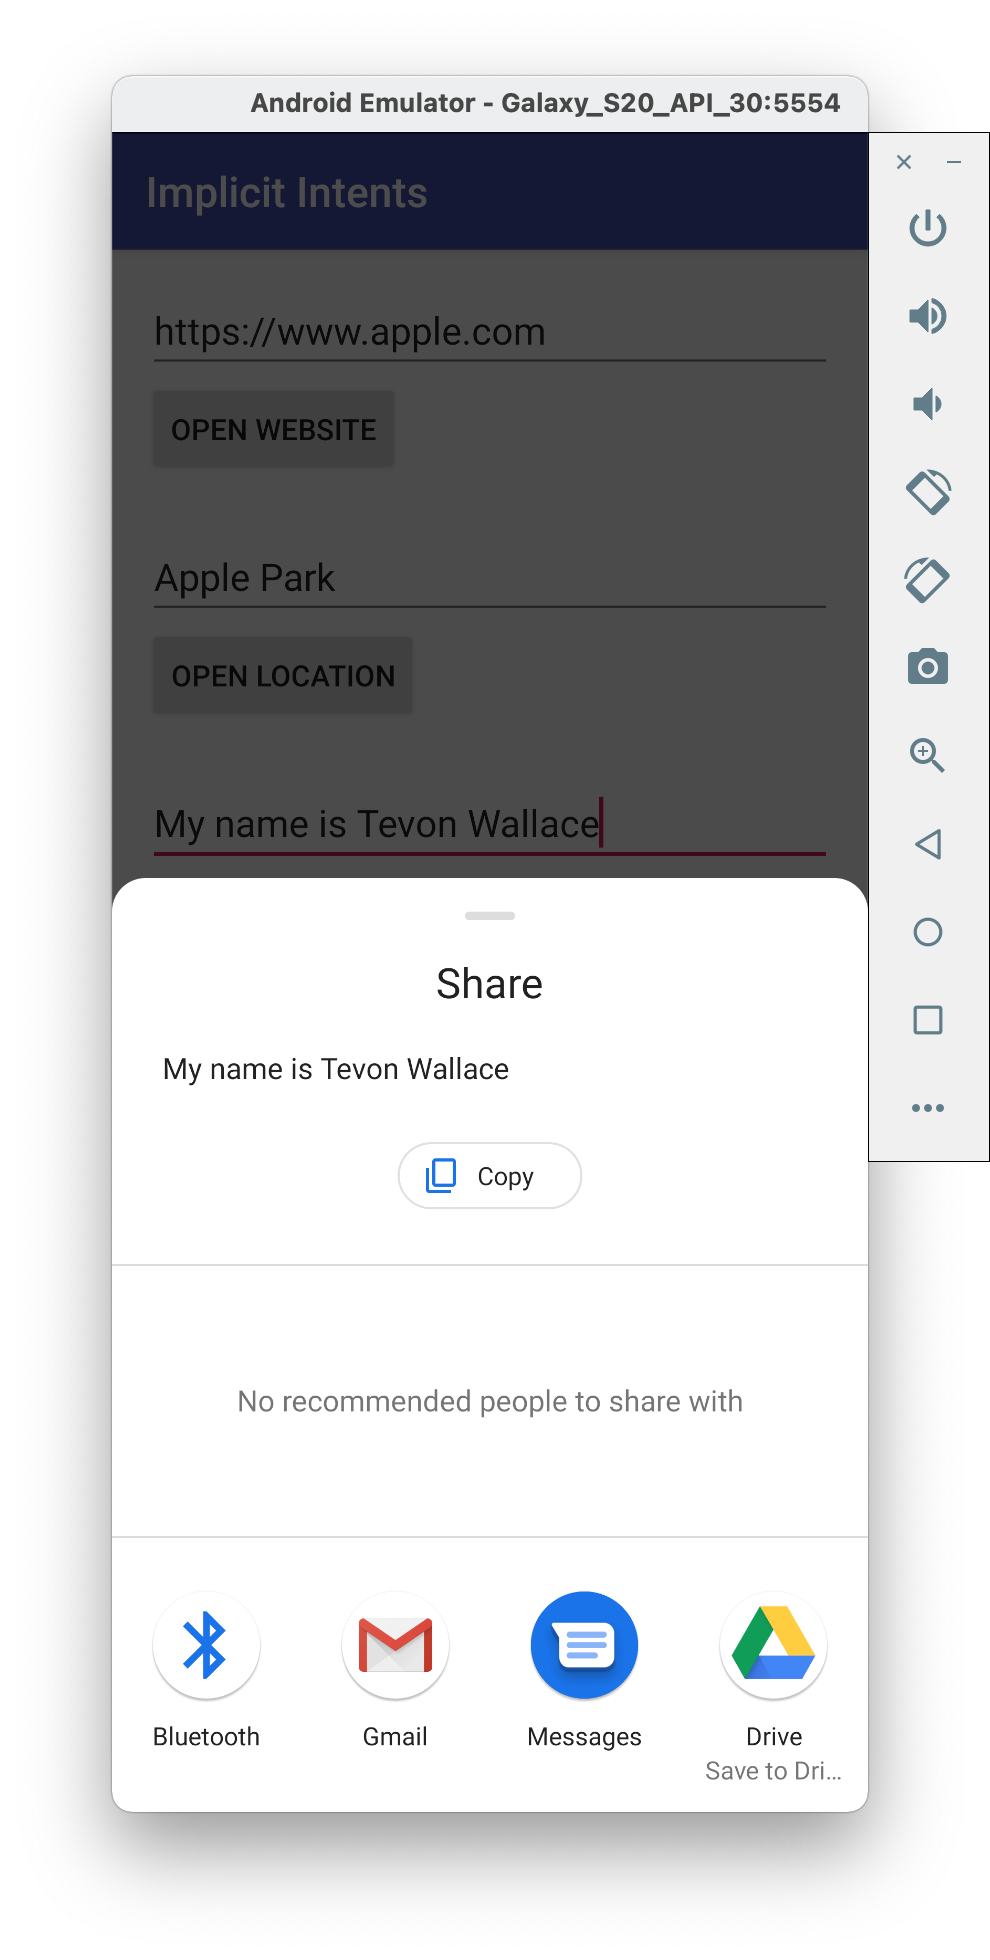 Android Emulator - Galaxy_S20_API_30:5554
Implicit Intents
https://www.apple.com
OPEN WEBSITE
Apple Park
OPEN LOCATION
My name is Tevon Wallace
Share
My name is Tevon Wallace
Copy
No recommended people to share with
Bluetooth
Gmail
Messages
Drive
Save to Dri...